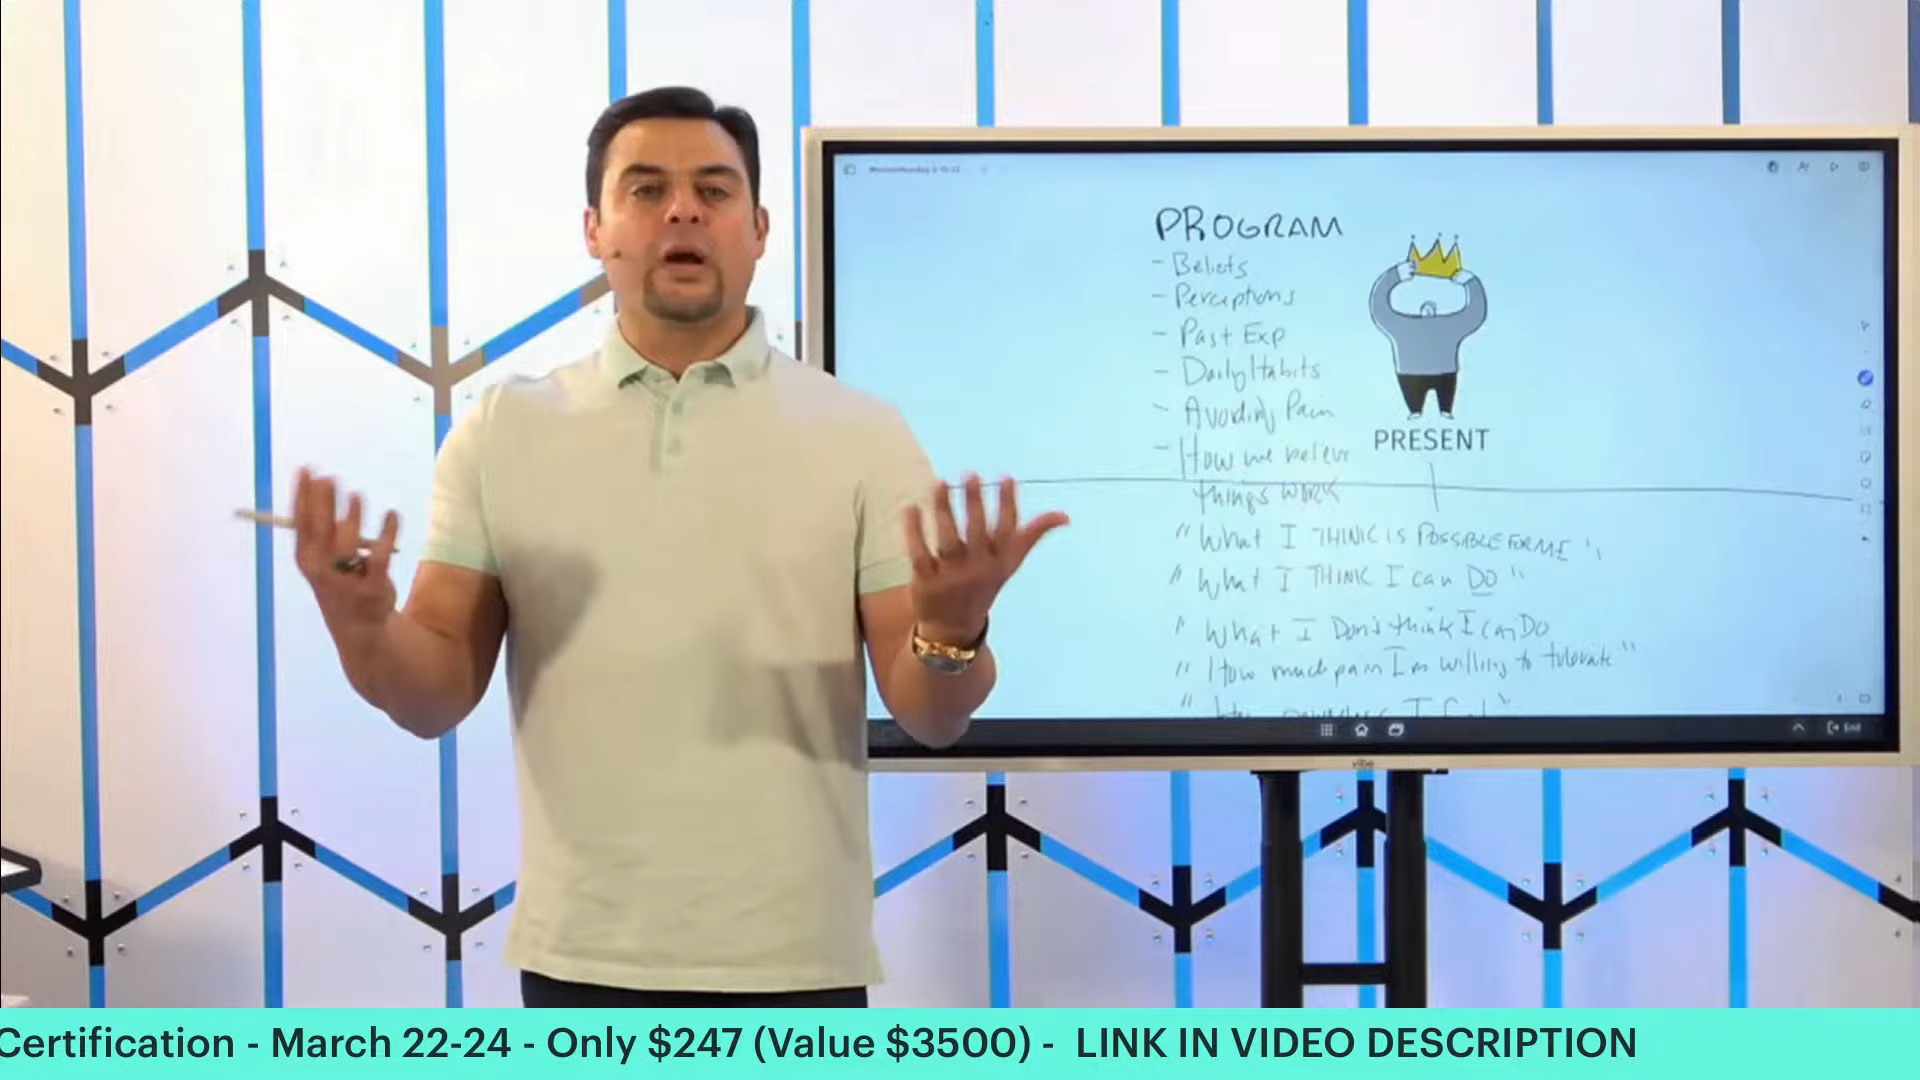 PROGRAM
- Beliefs
- Perceptions
- Past Exp
- Daily Habits
- Avoiding Pain
- How we believe
things WORK
PRESENT
"What I THINK IS POSSIBLE FOR ME"
"What I THINK I can DO"
" What I Don't think I can Do
"How much pain I'm willing to tolerate"
vibe
End
Certification - March 22-24 - Only $247 (Value $3500) - LINK IN VIDEO DESCRIPTION